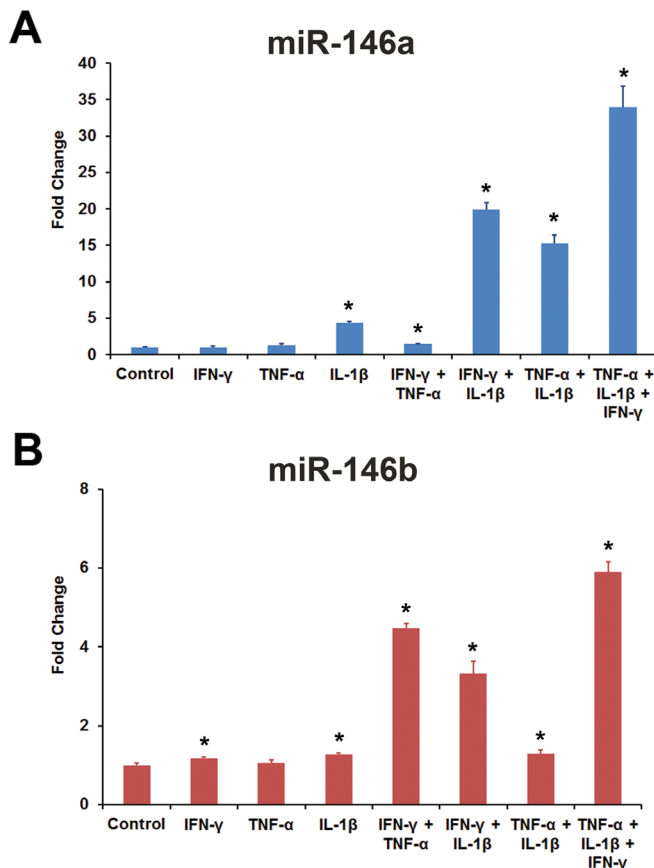 A
miR-146a
Fold Change
40
35
30
25
20
15
10
5
0
*
*
*
*
*
Control
IFN-γ
TNF-α
IL-1β
IFN-γ +
TNF-α
IFN-γ +
IL-1β
TNF-α +
IL-1β
TNF-α +
IL-1β +
IFN-γ
B
miR-146b
Fold Change
8
6
4
2
0
*
*
*
*
*
*
Control
IFN-γ
TNF-α
IL-1β
IFN-γ +
TNF-α
IFN-γ +
IL-1β
TNF-α +
IL-1β
TNF-α +
IL-1β +
IFN-γ